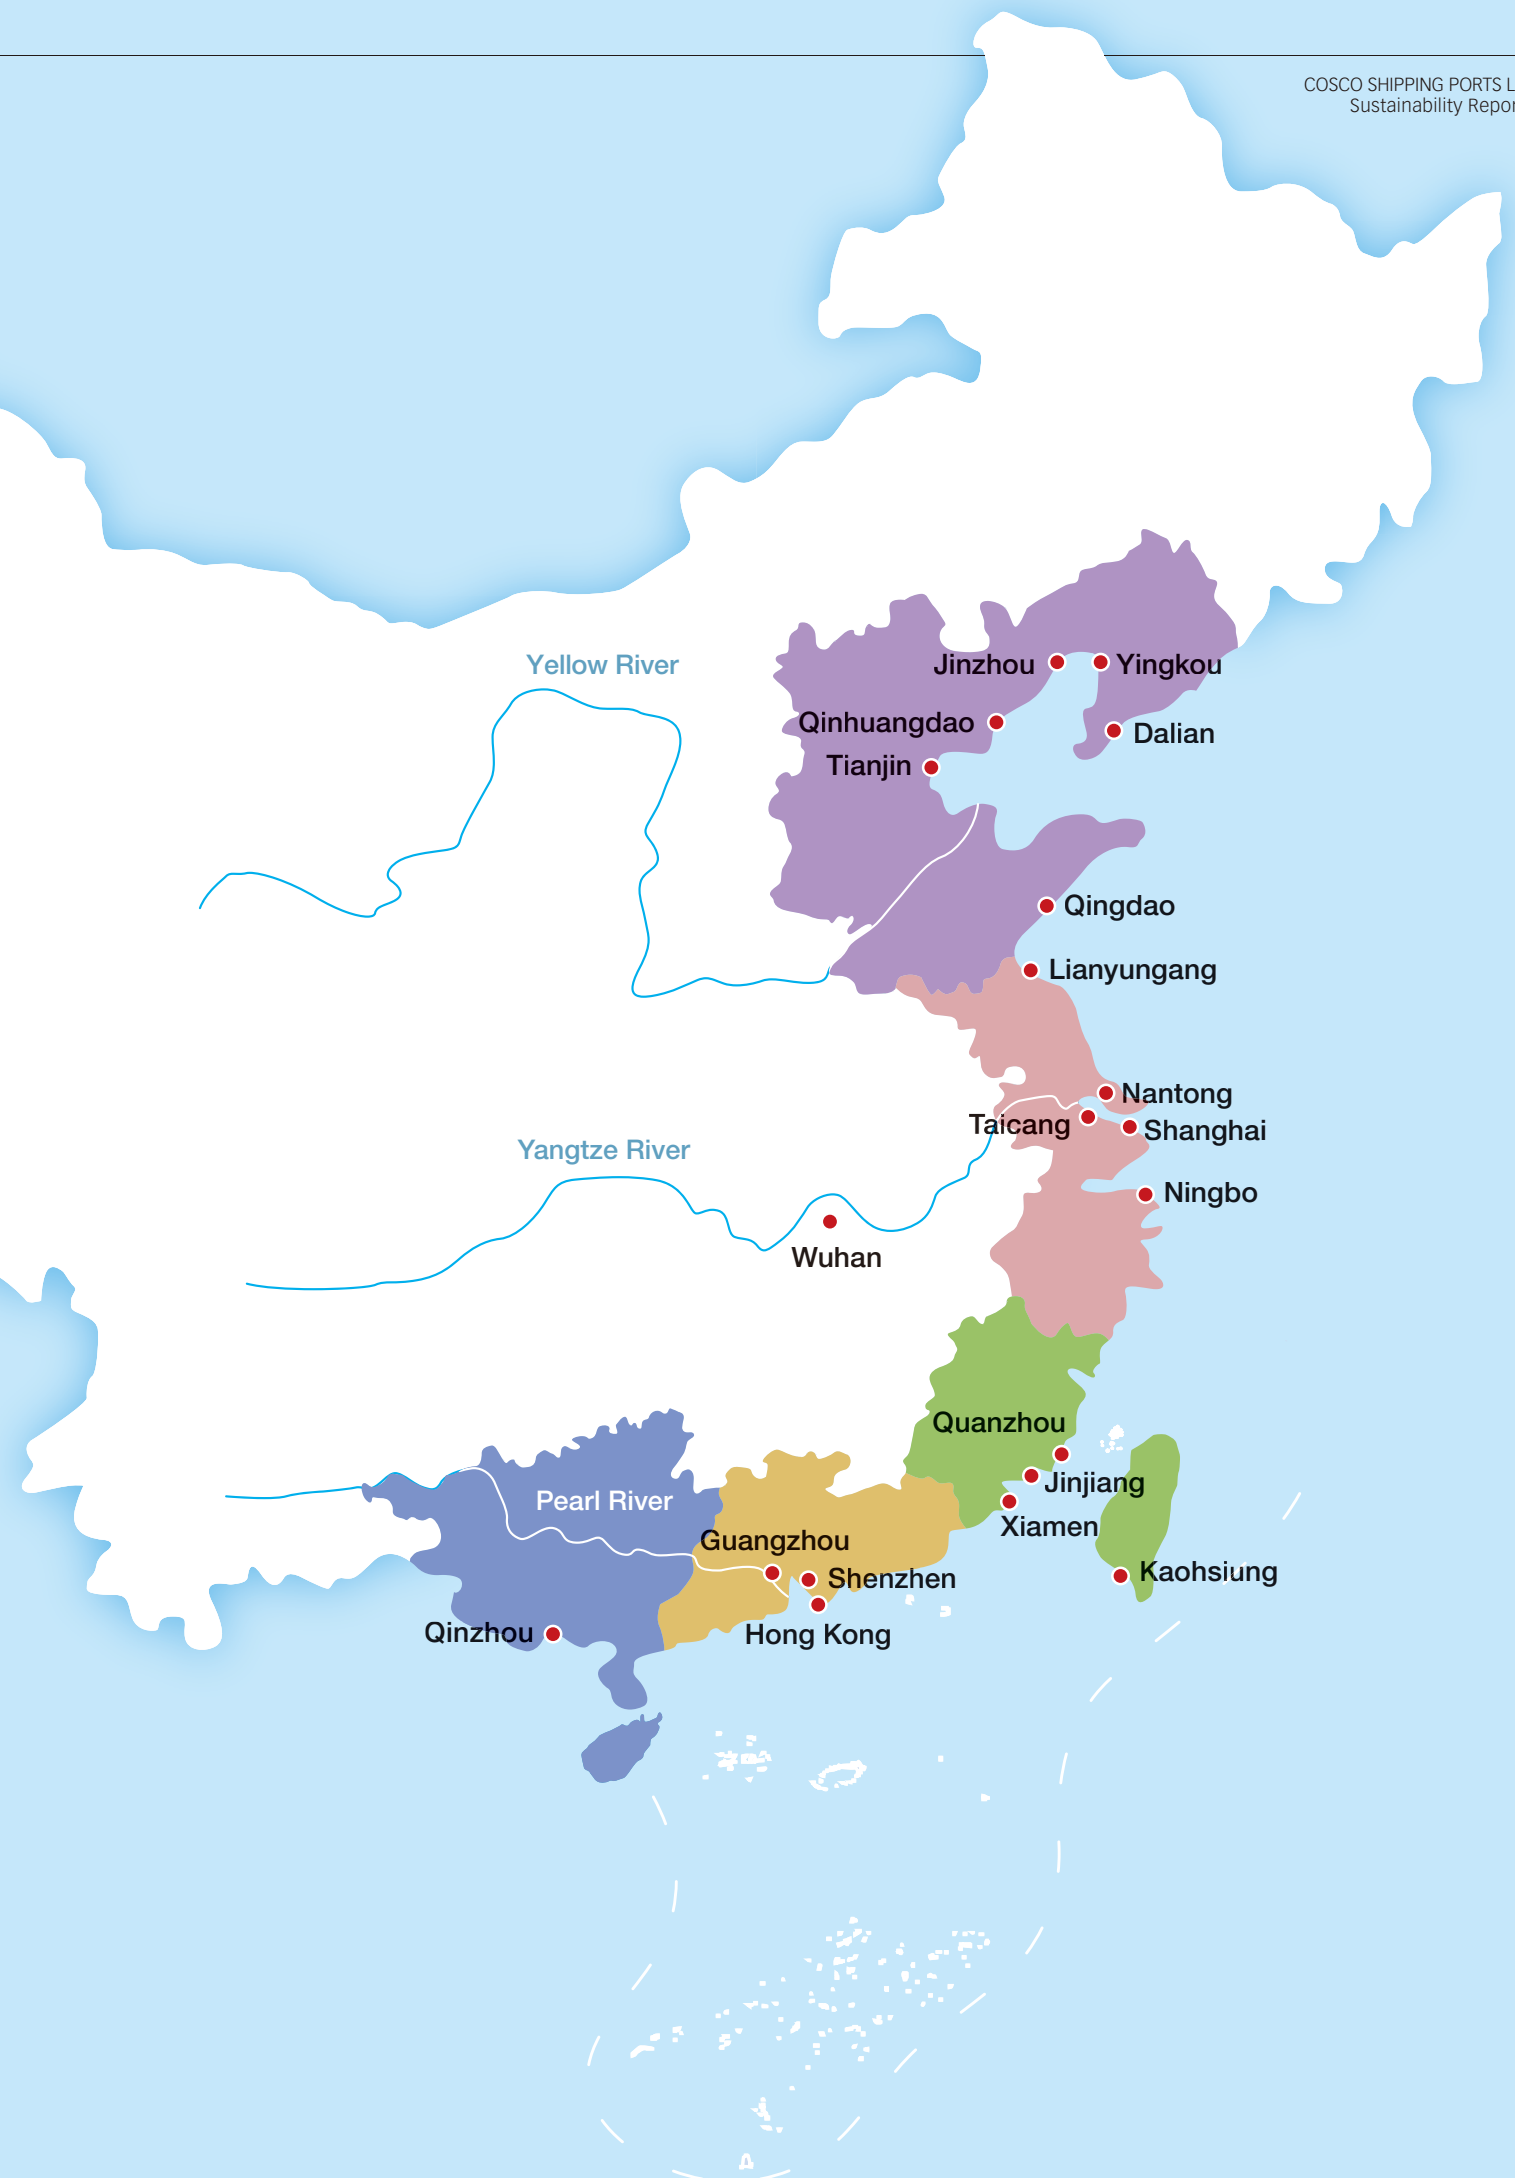 COSCO SHIPPING PORTS L
Sustainability Repor
Yellow River
Jinzhou
Yingkou
Qinhuangdao
Dalian
Tianjin
Qingdao
Lianyungang
Nantong
Taicang
Shanghai
Yangtze River
Ningbo
Wuhan
Quanzhou
Jinjiang
Pearl River
Xiamen
Guangzhou
Kaohsiung
Shenzhen
Qinzhou
Hong Kong